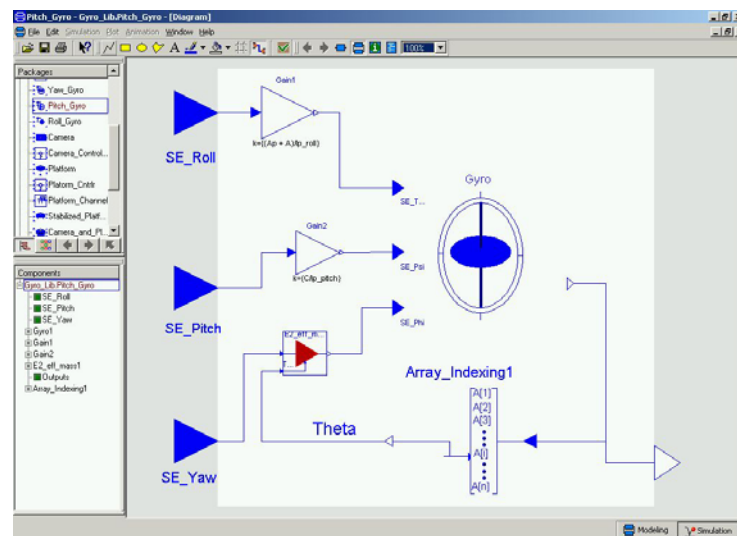 Pitch_Gyro - Gyro_Lib.Pitch_Gyro - [Diagram]
File Edit Simulation Plot Animation Window Help
100%
Packages
Yaw_Gyro
Pitch_Gyro
Roll_Gyro
Camera
Camera_Control...
Platform
Platorm_Cntlr
Platform_Channel
Stabilized_Platf...
Camera_and_Pl...
Components
Gyro_Lib.Pitch_Gyro
SE_Roll
SE_Pitch
SE_Yaw
Gyro1
Gain1
Gain2
E2_eff_mass1
Outputs
Array_Indexing1
Gain1
k=((Ap + A)/Ip_roll)
SE_Roll
SE_T...
Gyro
Gain2
k=(C/Ip_pitch)
SE_Psi
SE_Pitch
SE_Phi
E2_eff_m...
T...
Array_Indexing1
A[1]
A[2]
A[3]
A[i]
A[n]
Theta
SE_Yaw
Modeling
Simulation